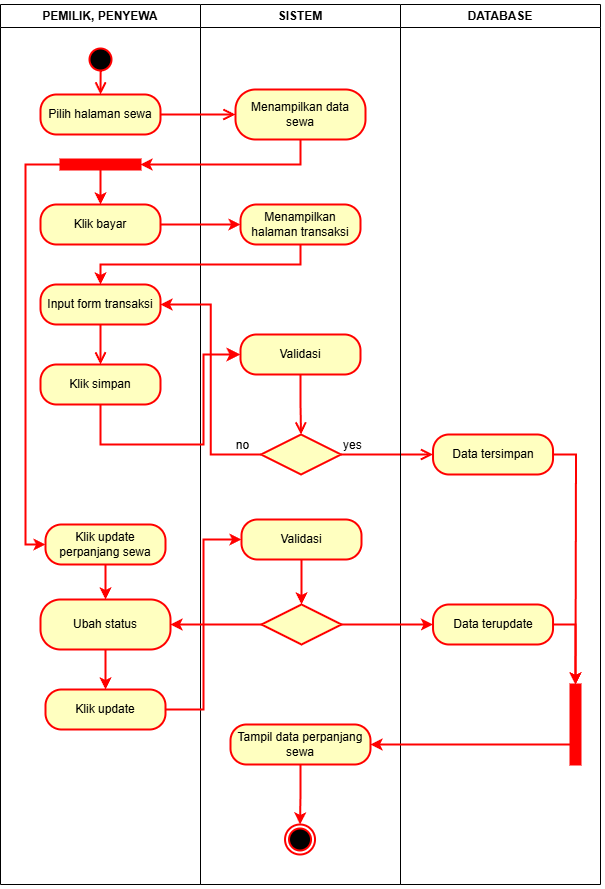 PEMILIK, PENYEWA
SISTEM
DATABASE
Pilih halaman sewa
Menampilkan data
sewa
Klik bayar
Menampilkan
halaman transaksi
Input form transaksi
Validasi
Klik simpan
no
yes
Data tersimpan
Klik update
perpanjang sewa
Validasi
Ubah status
Data terupdate
Klik update
Tampil data perpanjang
sewa